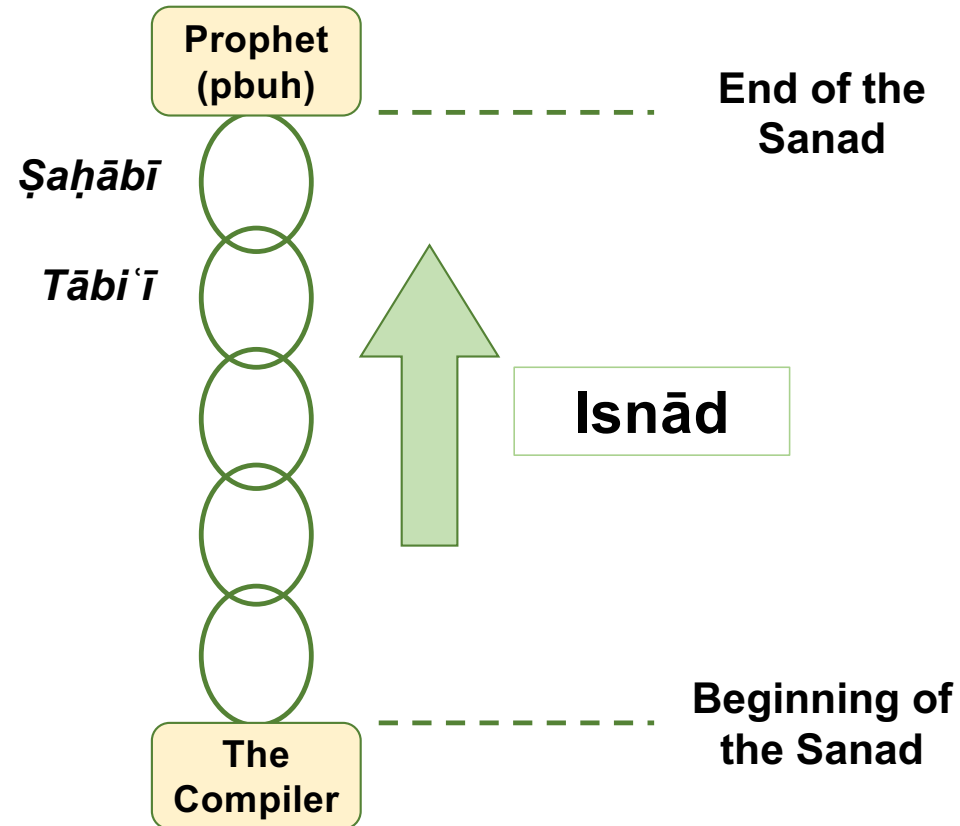 Prophet
(pbuh)
End of the
Sanad
Ṣaḥābī
Tābiʿī
Isnād
Beginning of
the Sanad
The
Compiler